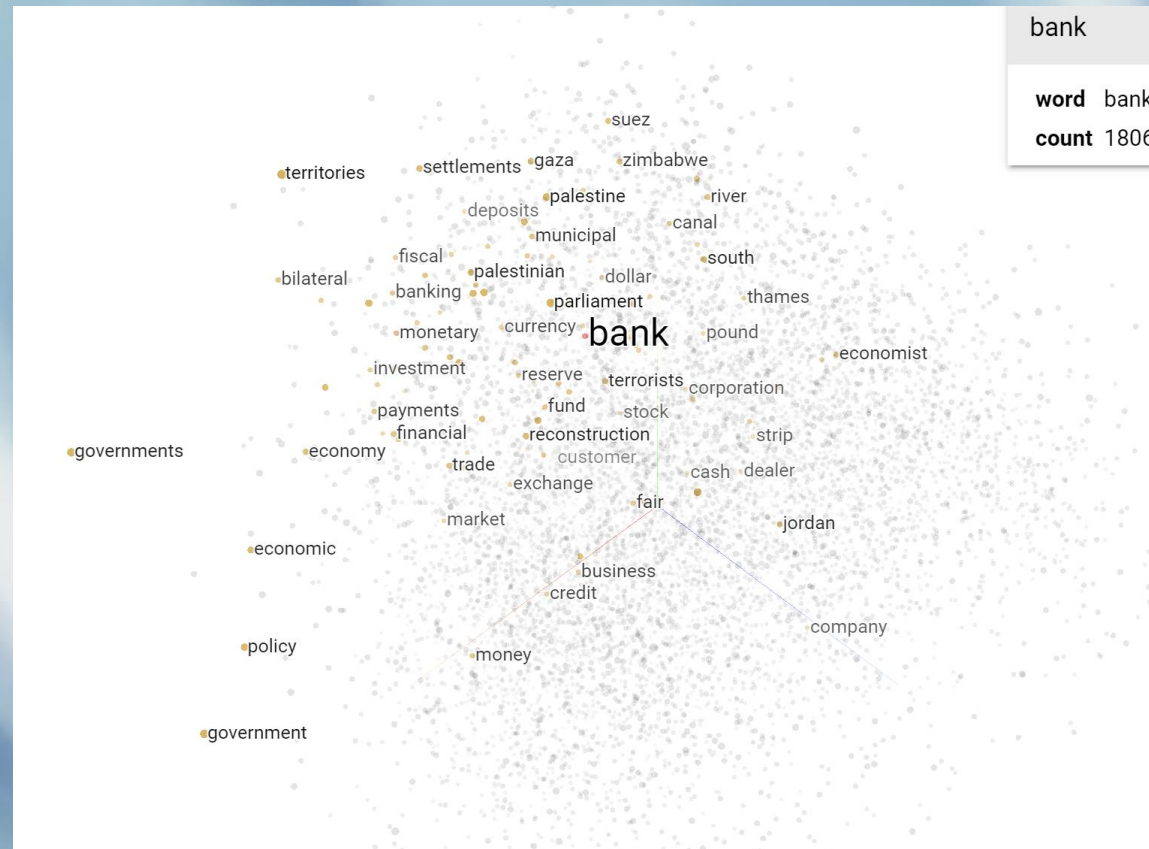 bank
word bank
count 1806
suez
territories
settlements
gaza
zimbabwe
palestine
river
deposits
municipal
canal
fiscal
south
bilateral
palestinian
dollar
banking
parliament
thames
monetary
currency
bank
pound
economist
investment
reserve
terrorists
corporation
payments
fund
stock
financial
reconstruction
strip
governments
economy
customer
trade
cash
dealer
exchange
fair
market
jordan
economic
business
credit
company
policy
money
government